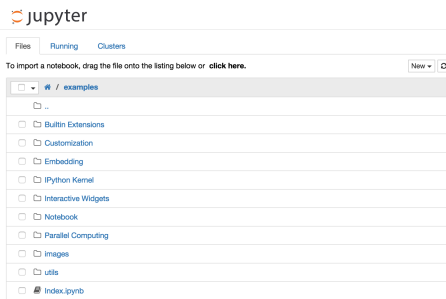 jupyter
Files Running Clusters
To import a notebook, drag the file onto the listing below or click here.
New
/ examples
..
Builtin Extensions
Customization
Embedding
IPython Kernel
Interactive Widgets
Notebook
Parallel Computing
images
utils
Index.ipynb